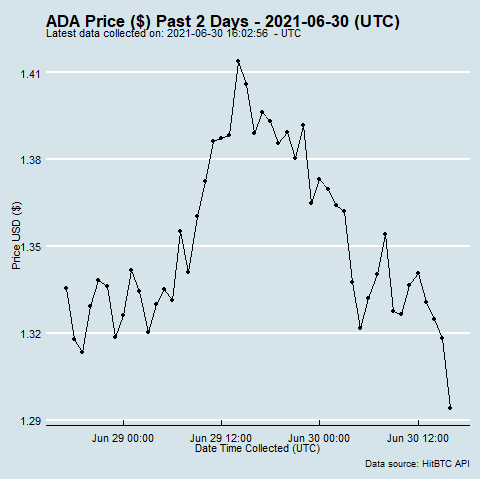 ADA Price ($) Past 2 Days - 2021-06-30 (UTC)
Latest data collected on: 2021-06-30 16:02:56 - UTC
1.41
1.38
1.35
1.32
1.29
Price USD ($)
Jun 29 00:00
Jun 29 12:00
Jun 30 00:00
Jun 30 12:00
Date Time Collected (UTC)
Data source: HitBTC API